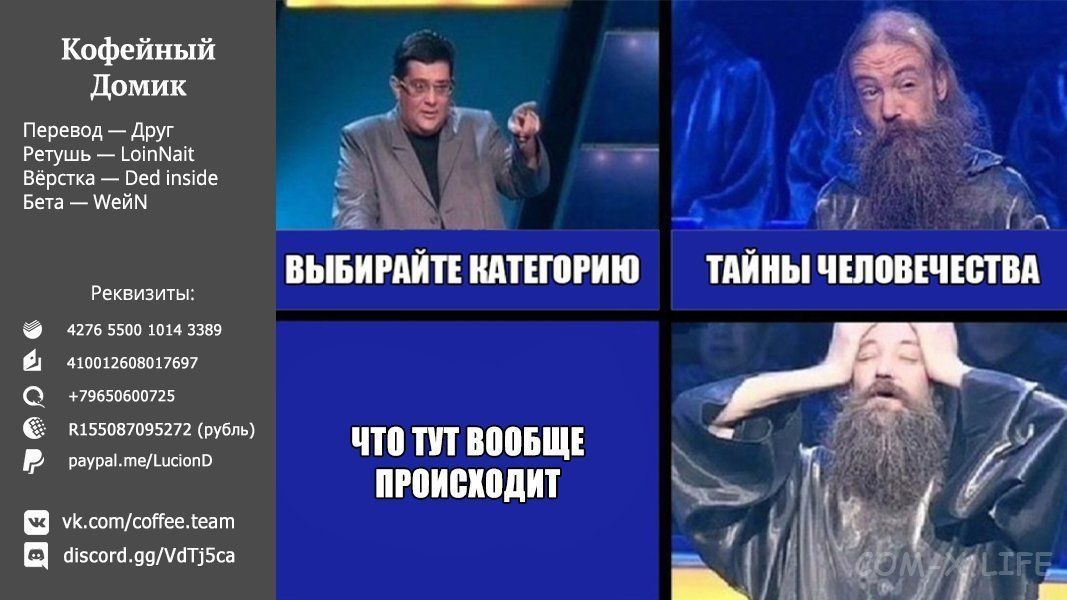 Кофейный
Домик
Перевод — Друг
Ретушь — LoinNait
Вёрстка — Ded inside
Бета — WейN
Реквизиты:
4276 5500 1014 3389
410012608017697
+79650600725
R155087095272 (рубль)
paypal.me/LucionD
vk.com/coffee.team
discord.gg/VdTj5ca
ВЫБИРАЙТЕ КАТЕГОРИЮ
ТАЙНЫ ЧЕЛОВЕЧЕСТВА
ЧТО ТУТ ВООБЩЕ
ПРОИСХОДИТ
COM-X.LIFE